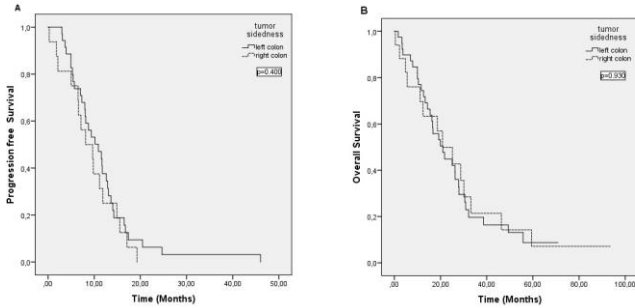 A
tumor
sidedness
left colon
right colon
p=0.400
Progression free Survival
1,0
0,8
0,6
0,4
0,2
0,0
,00
10,00
20,00
30,00
40,00
50,00
Time (Months)
B
tumor
sidedness
left colon
right colon
p=0.930
Overall Survival
1,0
0,8
0,6
0,4
0,2
0,0
,00
20,00
40,00
60,00
80,00
100,00
Time (Months)